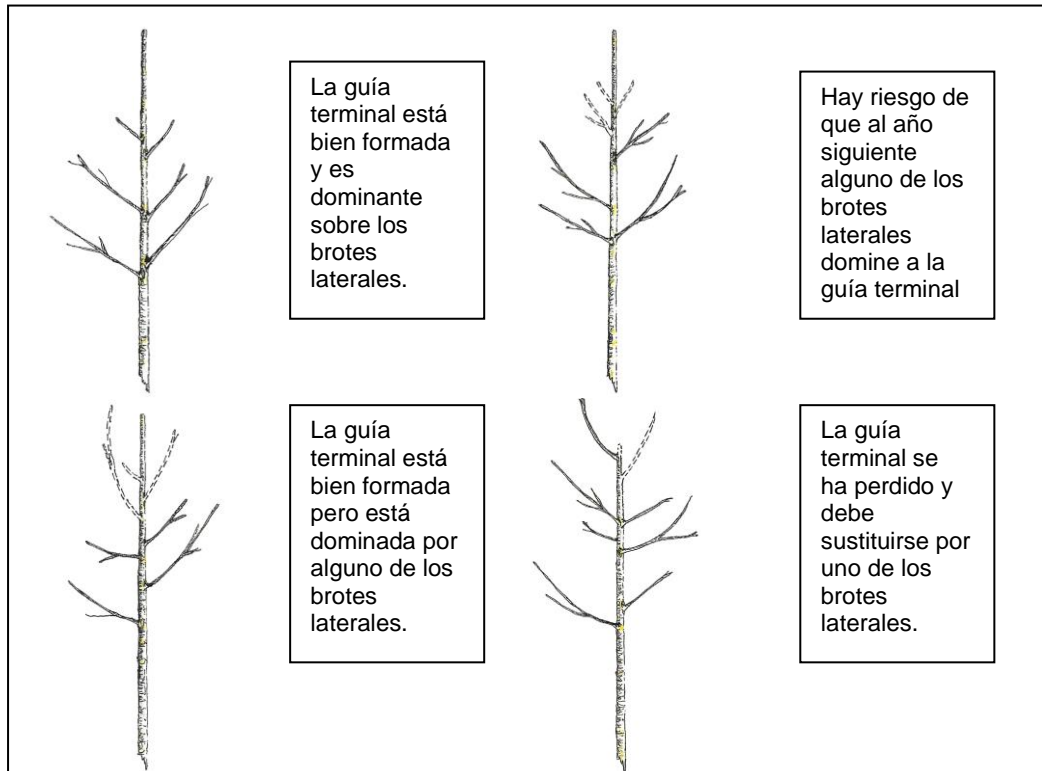 La guía
terminal está
bien formada
y es
dominante
sobre los
brotes
laterales.
Hay riesgo de
que al año
siguiente
alguno de los
brotes
laterales
domine a la
guía terminal
La guía
terminal está
bien formada
pero está
dominada por
alguno de los
brotes
laterales.
La guía
terminal se
ha perdido y
debe
sustituirse por
uno de los
brotes
laterales.